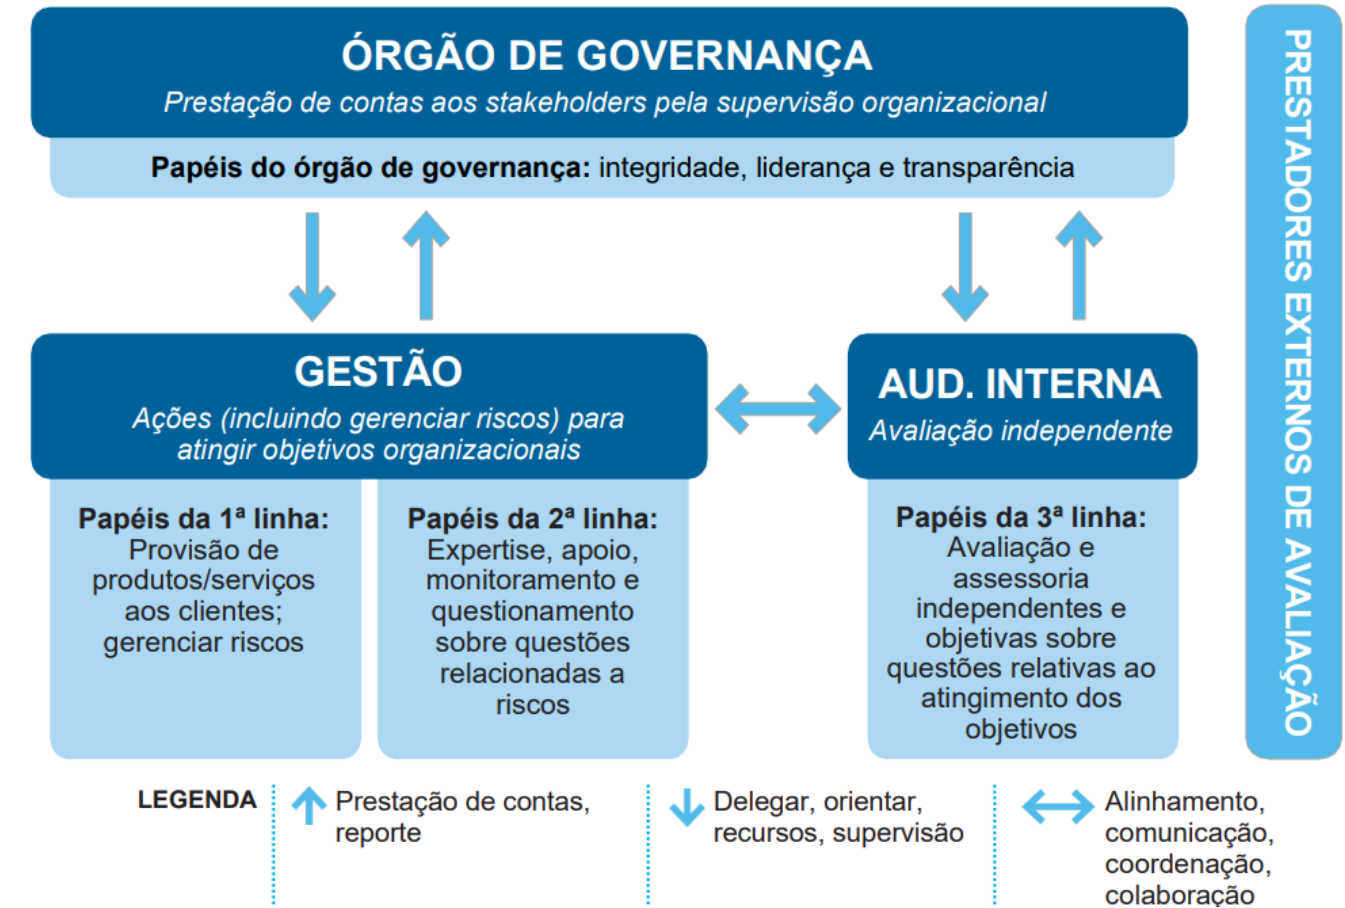 ÓRGÃO DE GOVERNANÇA
Prestação de contas aos stakeholders pela supervisão organizacional
Papéis do órgão de governança: integridade, liderança e transparência
GESTÃO
Ações (incluindo gerenciar riscos) para
atingir objetivos organizacionais
Papéis da 1ª linha:
Provisão de
produtos/serviços
aos clientes;
gerenciar riscos
Papéis da 2ª linha:
Expertise, apoio,
monitoramento e
questionamento
sobre questões
relacionadas a
riscos
AUD. INTERNA
Avaliação independente
Papéis da 3ª linha:
Avaliação e
assessoria
independentes e
objetivas sobre
questões relativas ao
atingimento dos
objetivos
PRESTADORES EXTERNOS DE AVALIAÇÃO
LEGENDA
Prestação de contas,
reporte
Delegar, orientar,
recursos, supervisão
Alinhamento,
comunicação,
coordenação,
colaboração